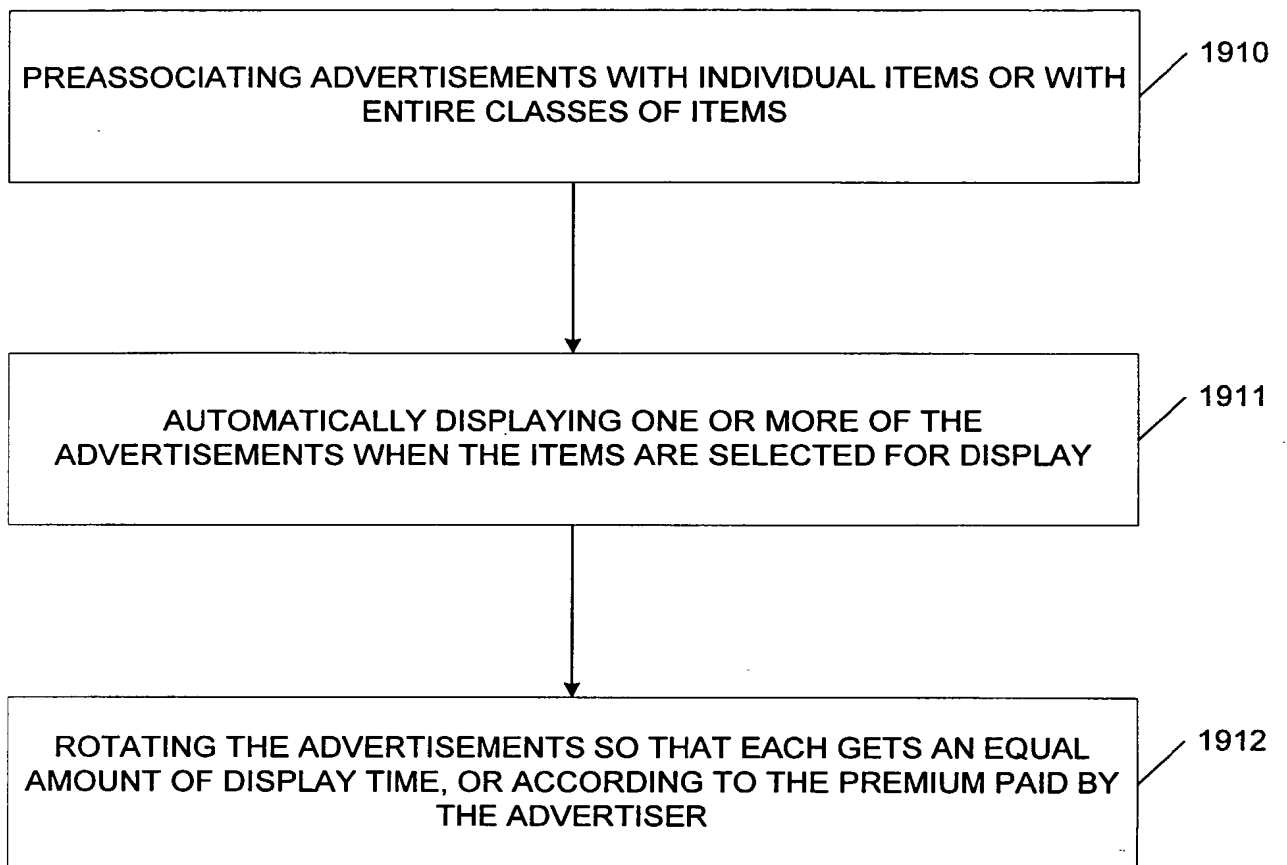 PREASSOCIATING ADVERTISEMENTS WITH INDIVIDUAL ITEMS OR WITH
ENTIRE CLASSES OF ITEMS
1910
AUTOMATICALLY DISPLAYING ONE OR MORE OF THE
ADVERTISEMENTS WHEN THE ITEMS ARE SELECTED FOR DISPLAY
1911
ROTATING THE ADVERTISEMENTS SO THAT EACH GETS AN EQUAL
AMOUNT OF DISPLAY TIME, OR ACCORDING TO THE PREMIUM PAID BY
THE ADVERTISER
1912